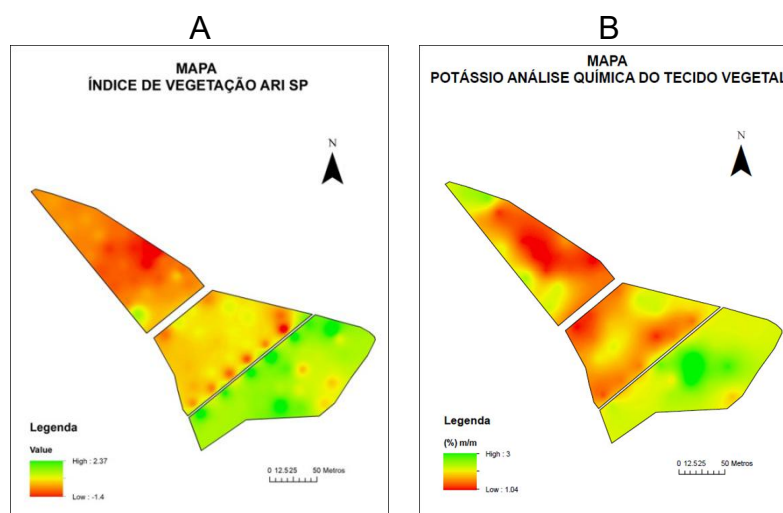 A
MAPA
ÍNDICE DE VEGETAÇÃO ARI SP
N
Legenda
Value
High : 2.37
Low : -1.4
0 12.525 50 Metros
B
MAPA
POTÁSSIO ANÁLISE QUÍMICA DO TECIDO VEGETAL
N
Legenda
(%) m/m
High : 3
Low : 1.04
0 12.525 50 Metros